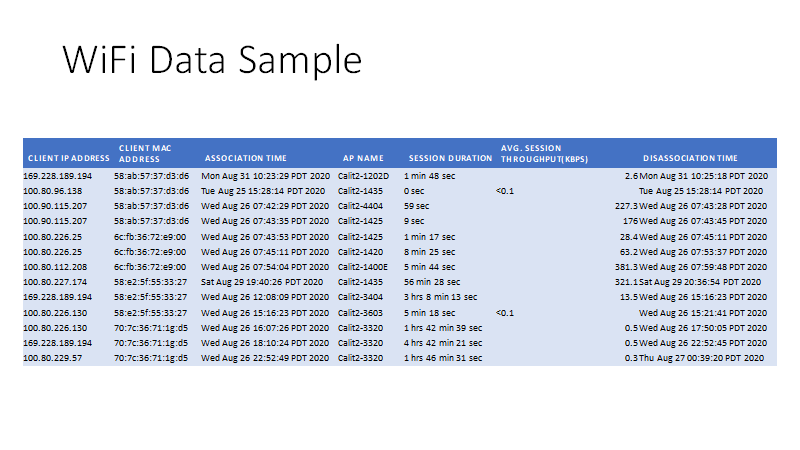 WiFi Data Sample
CLIENT IP ADDRESS CLIENT MAC ADDRESS ASSOCIATION TIME AP NAME SESSION DURATION AVG. SESSION THROUGHPUT(KBPS) DISASSOCIATION TIME
169.228.189.194 58:ab:57:37:d3:d6 Mon Aug 31 10:23:29 PDT 2020 Calit2-1202D 1 min 48 sec 2.6 Mon Aug 31 10:25:18 PDT 2020
100.80.96.138 58:ab:57:37:d3:d6 Tue Aug 25 15:28:14 PDT 2020 Calit2-1435 0 sec <0.1 Tue Aug 25 15:28:14 PDT 2020
100.90.115.207 58:ab:57:37:d3:d6 Wed Aug 26 07:42:29 PDT 2020 Calit2-4404 59 sec 227.3 Wed Aug 26 07:43:28 PDT 2020
100.90.115.207 58:ab:57:37:d3:d6 Wed Aug 26 07:43:35 PDT 2020 Calit2-1425 9 sec 176 Wed Aug 26 07:43:45 PDT 2020
100.80.226.25 6c:fb:36:72:e9:00 Wed Aug 26 07:43:53 PDT 2020 Calit2-1425 1 min 17 sec 28.4 Wed Aug 26 07:45:11 PDT 2020
100.80.226.25 6c:fb:36:72:e9:00 Wed Aug 26 07:45:11 PDT 2020 Calit2-1420 8 min 25 sec 63.2 Wed Aug 26 07:53:37 PDT 2020
100.80.112.208 6c:fb:36:72:e9:00 Wed Aug 26 07:54:04 PDT 2020 Calit2-1400E 5 min 44 sec 381.3 Wed Aug 26 07:59:48 PDT 2020
100.80.227.174 58:e2:5f:55:33:27 Sat Aug 29 19:40:26 PDT 2020 Calit2-1435 56 min 28 sec 321.1 Sat Aug 29 20:36:54 PDT 2020
169.228.189.194 58:e2:5f:55:33:27 Wed Aug 26 12:08:09 PDT 2020 Calit2-3404 3 hrs 8 min 13 sec 13.5 Wed Aug 26 15:16:23 PDT 2020
100.80.226.130 58:e2:5f:55:33:27 Wed Aug 26 15:16:23 PDT 2020 Calit2-3603 5 min 18 sec <0.1 Wed Aug 26 15:21:41 PDT 2020
100.80.226.130 70:7c:36:71:1g:d5 Wed Aug 26 16:07:26 PDT 2020 Calit2-3320 1 hrs 42 min 39 sec 0.5 Wed Aug 26 17:50:05 PDT 2020
169.228.189.194 70:7c:36:71:1g:d5 Wed Aug 26 18:10:24 PDT 2020 Calit2-3320 4 hrs 42 min 21 sec 0.5 Wed Aug 26 22:52:45 PDT 2020
100.80.229.57 70:7c:36:71:1g:d5 Wed Aug 26 22:52:49 PDT 2020 Calit2-3320 1 hrs 46 min 31 sec 0.3 Thu Aug 27 00:39:20 PDT 2020